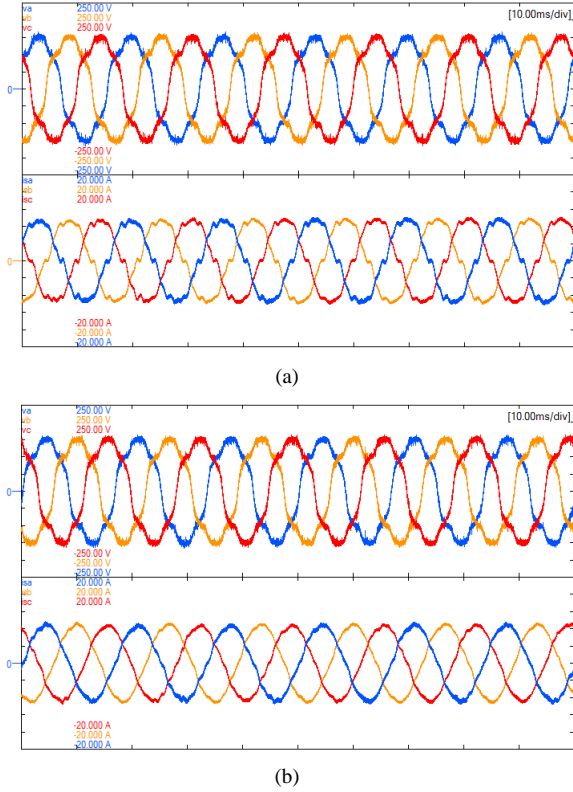 va 250.00 V [10.00ms/div]
vb 250.00 V
vc 250.00 V
0
-250.00 V
-250.00 V
-250.00 V
isa 20.000 A
isb 20.000 A
isc 20.000 A
0
-20.000 A
-20.000 A
-20.000 A
(a)
va 250.00 V [10.00ms/div]
vb 250.00 V
vc 250.00 V
0
-250.00 V
-250.00 V
-250.00 V
isa 20.000 A
isb 20.000 A
isc 20.000 A
0
-20.000 A
-20.000 A
-20.000 A
(b)